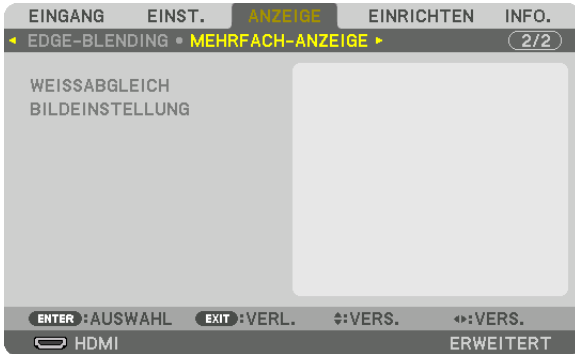 EINGANG EINST. ANZEIGE EINRICHTEN INFO.
◂ EDGE-BLENDING • MEHRFACH-ANZEIGE ▸ 2/2
WEISSABGLEICH
BILDEINSTELLUNG
ENTER:AUSWAHL EXIT:VERL. ⬍:VERS. ⬌:VERS.
HDMI ERWEITERT